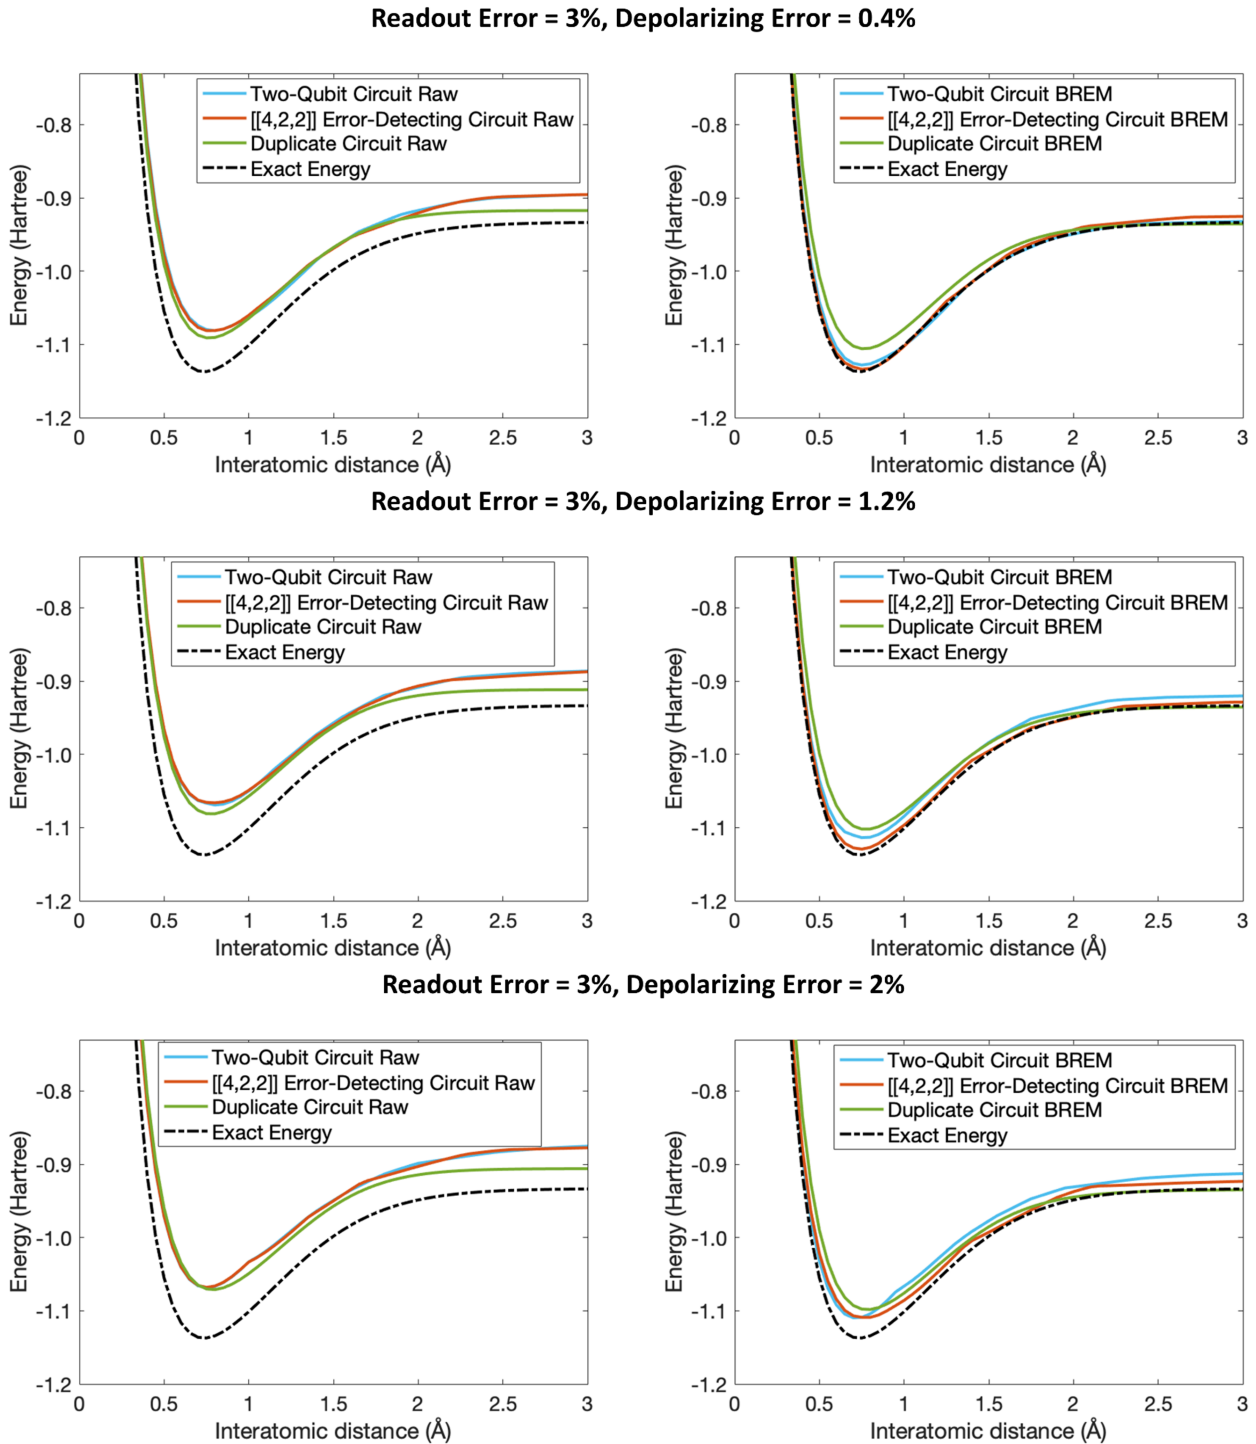 Readout Error = 3%, Depolarizing Error = 0.4%
Two-Qubit Circuit Raw
[[4,2,2]] Error-Detecting Circuit Raw
Duplicate Circuit Raw
Exact Energy
-0.8
-0.9
-1.0
-1.1
-1.2
Energy (Hartree)
0 0.5 1 1.5 2 2.5 3
Interatomic distance (Å)
Two-Qubit Circuit BREM
[[4,2,2]] Error-Detecting Circuit BREM
Duplicate Circuit BREM
Exact Energy
-0.8
-0.9
-1.0
-1.1
-1.2
Energy (Hartree)
0 0.5 1 1.5 2 2.5 3
Interatomic distance (Å)
Readout Error = 3%, Depolarizing Error = 1.2%
Two-Qubit Circuit Raw
[[4,2,2]] Error-Detecting Circuit Raw
Duplicate Circuit Raw
Exact Energy
-0.8
-0.9
-1.0
-1.1
-1.2
Energy (Hartree)
0 0.5 1 1.5 2 2.5 3
Interatomic distance (Å)
Two-Qubit Circuit BREM
[[4,2,2]] Error-Detecting Circuit BREM
Duplicate Circuit BREM
Exact Energy
-0.8
-0.9
-1.0
-1.1
-1.2
Energy (Hartree)
0 0.5 1 1.5 2 2.5 3
Interatomic distance (Å)
Readout Error = 3%, Depolarizing Error = 2%
Two-Qubit Circuit Raw
[[4,2,2]] Error-Detecting Circuit Raw
Duplicate Circuit Raw
Exact Energy
-0.8
-0.9
-1.0
-1.1
-1.2
Energy (Hartree)
0 0.5 1 1.5 2 2.5 3
Interatomic distance (Å)
Two-Qubit Circuit BREM
[[4,2,2]] Error-Detecting Circuit BREM
Duplicate Circuit BREM
Exact Energy
-0.8
-0.9
-1.0
-1.1
-1.2
Energy (Hartree)
0 0.5 1 1.5 2 2.5 3
Interatomic distance (Å)